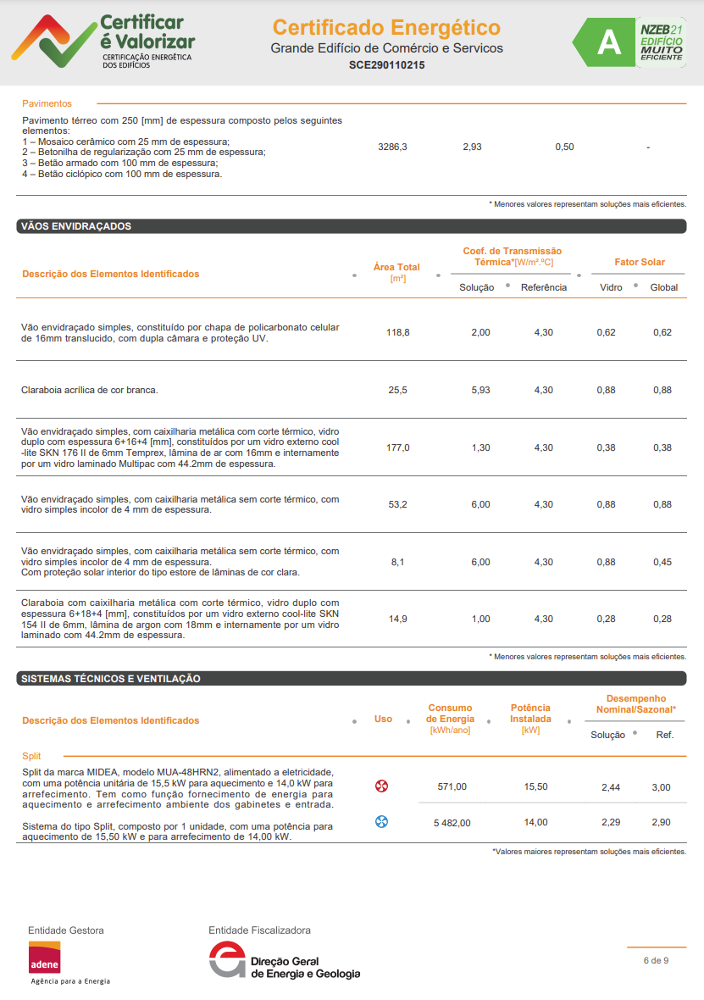 Certificar
é Valorizar
CERTIFICAÇÃO ENERGÉTICA
DOS EDIFÍCIOS
Certificado Energético
Grande Edifício de Comércio e Servicos
SCE290110215
A
NZEB21
EDIFÍCIO
MUITO
EFICIENTE
Pavimentos
Pavimento térreo com 250 [mm] de espessura composto pelos seguintes
elementos:
1 – Mosaico cerâmico com 25 mm de espessura;
2 – Betonilha de regularização com 25 mm de espessura;
3 – Betão armado com 100 mm de espessura;
4 – Betão ciclópico com 100 mm de espessura.
3286,3 2,93 0,50 -
* Menores valores representam soluções mais eficientes.
VÃOS ENVIDRAÇADOS
Descrição dos Elementos Identificados
Área Total
[m²]
Coef. de Transmissão
Térmica*[W/m².ºC]
Solução Referência
Fator Solar
Vidro Global
Vão envidraçado simples, constituído por chapa de policarbonato celular
de 16mm translucido, com dupla câmara e proteção UV.
118,8 2,00 4,30 0,62 0,62
Claraboia acrílica de cor branca.
25,5 5,93 4,30 0,88 0,88
Vão envidraçado simples, com caixilharia metálica com corte térmico, vidro
duplo com espessura 6+16+4 [mm], constituídos por um vidro externo cool
-lite SKN 176 II de 6mm Temprex, lâmina de ar com 16mm e internamente
por um vidro laminado Multipac com 44.2mm de espessura.
177,0 1,30 4,30 0,38 0,38
Vão envidraçado simples, com caixilharia metálica sem corte térmico, com
vidro simples incolor de 4 mm de espessura.
53,2 6,00 4,30 0,88 0,88
Vão envidraçado simples, com caixilharia metálica sem corte térmico, com
vidro simples incolor de 4 mm de espessura.
Com proteção solar interior do tipo estore de lâminas de cor clara.
8,1 6,00 4,30 0,88 0,45
Claraboia com caixilharia metálica com corte térmico, vidro duplo com
espessura 6+18+4 [mm], constituídos por um vidro externo cool-lite SKN
154 II de 6mm, lâmina de argon com 18mm e internamente por um vidro
laminado com 44.2mm de espessura.
14,9 1,00 4,30 0,28 0,28
* Menores valores representam soluções mais eficientes.
SISTEMAS TÉCNICOS E VENTILAÇÃO
Descrição dos Elementos Identificados
Uso
Consumo
de Energia
[kWh/ano]
Potência
Instalada
[kW]
Desempenho
Nominal/Sazonal*
Solução Ref.
Split
Split da marca MIDEA, modelo MUA-48HRN2, alimentado a eletricidade,
com uma potência unitária de 15,5 kW para aquecimento e 14,0 kW para
arrefecimento. Tem como função fornecimento de energia para
aquecimento e arrefecimento ambiente dos gabinetes e entrada.
Sistema do tipo Split, composto por 1 unidade, com uma potência para
aquecimento de 15,50 kW e para arrefecimento de 14,00 kW.
571,00 15,50 2,44 3,00
5 482,00 14,00 2,29 2,90
*Valores maiores representam soluções mais eficientes.
Entidade Gestora
adene
Agência para a Energia
Entidade Fiscalizadora
Direção Geral
de Energia e Geologia
6 de 9